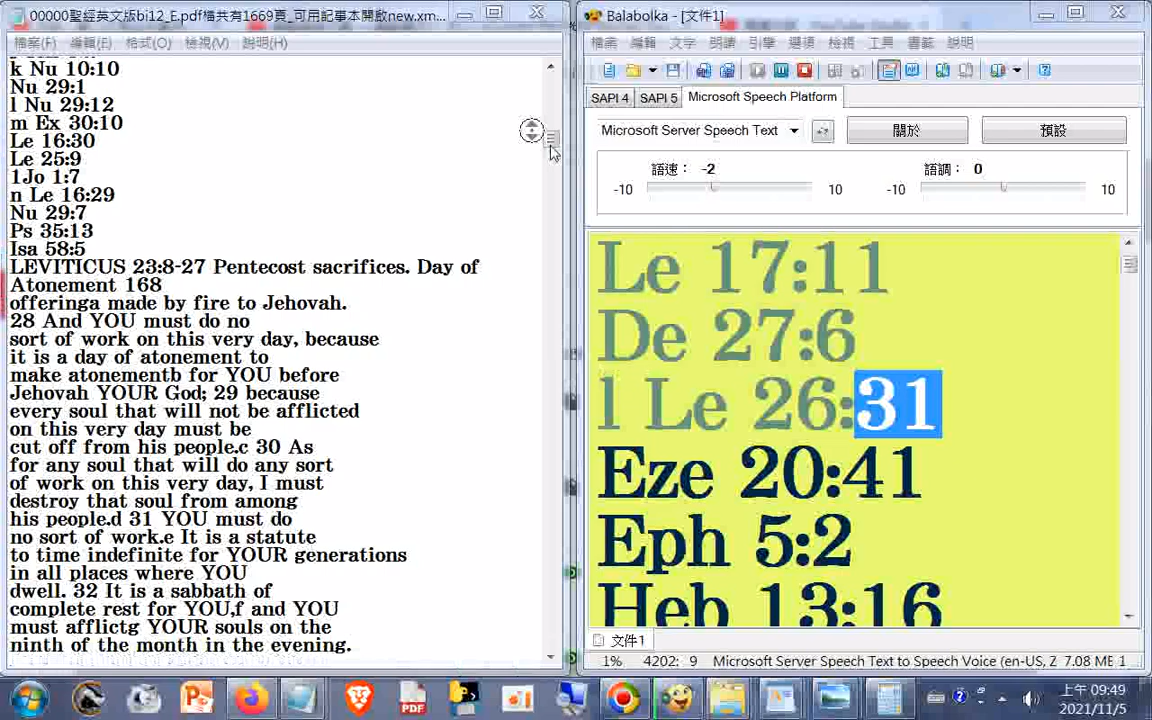 00000聖經英文版bi12_E.pdf檔共有1669頁_可用記事本開啟new.xm...
檔案(F) 編輯(E) 格式(O) 檢視(V) 說明(H)
k Nu 10:10
Nu 29:1
l Nu 29:12
m Ex 30:10
Le 16:30
Le 25:9
1Jo 1:7
n Le 16:29
Nu 29:7
Ps 35:13
Isa 58:5
LEVITICUS 23:8-27 Pentecost sacrifices. Day of
Atonement 168
offeringa made by fire to Jehovah.
28 And YOU must do no
sort of work on this very day, because
it is a day of atonement to
make atonementb for YOU before
Jehovah YOUR God; 29 because
every soul that will not be afflicted
on this very day must be
cut off from his people.c 30 As
for any soul that will do any sort
of work on this very day, I must
destroy that soul from among
his people.d 31 YOU must do
no sort of work.e It is a statute
to time indefinite for YOUR generations
in all places where YOU
dwell. 32 It is a sabbath of
complete rest for YOU,f and YOU
must afflictg YOUR souls on the
ninth of the month in the evening.
Balabolka - [文件1]
檔案 編輯 文字 朗讀 引擎 選項 檢視 工具 書籤 說明
SAPI 4 SAPI 5 Microsoft Speech Platform
Microsoft Server Speech Text 關於 預設
語速： -2 語調： 0
-10 10 -10 10
Le 17:11
De 27:6
l Le 26:31
Eze 20:41
Eph 5:2
Heb 13:16
文件1
1% 4202: 9 Microsoft Server Speech Text to Speech Voice (en-US, Z 7.08 MB 1
PDF
上午 09:49
2021/11/5